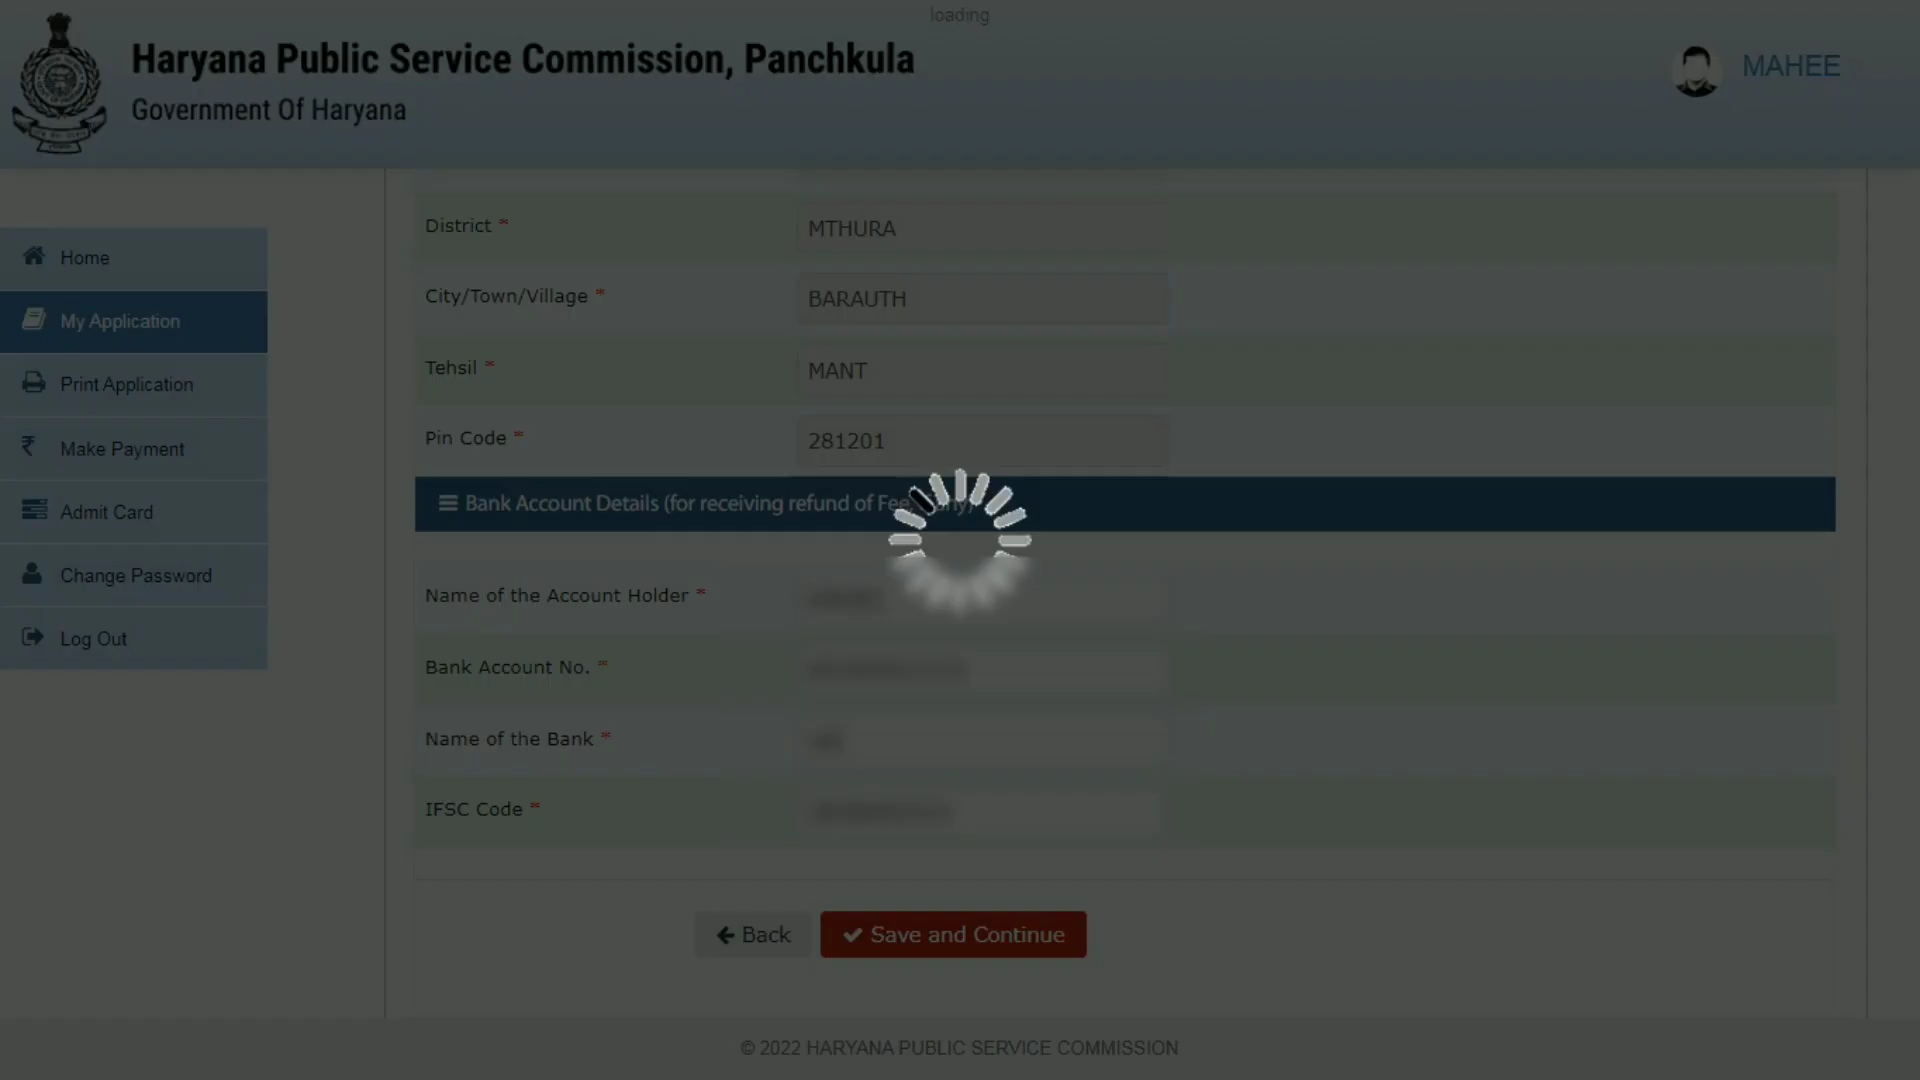 loading
Haryana Public Service Commission, Panchkula
Government Of Haryana
MAHEE
Home
My Application
Print Application
Make Payment
Admit Card
Change Password
Log Out
District * MTHURA
City/Town/Village * BARAUTH
Tehsil * MANT
Pin Code * 281201
Bank Account Details (for receiving refund of Fee any)
Name of the Account Holder *
Bank Account No. *
Name of the Bank *
IFSC Code *
Back Save and Continue
© 2022 HARYANA PUBLIC SERVICE COMMISSION